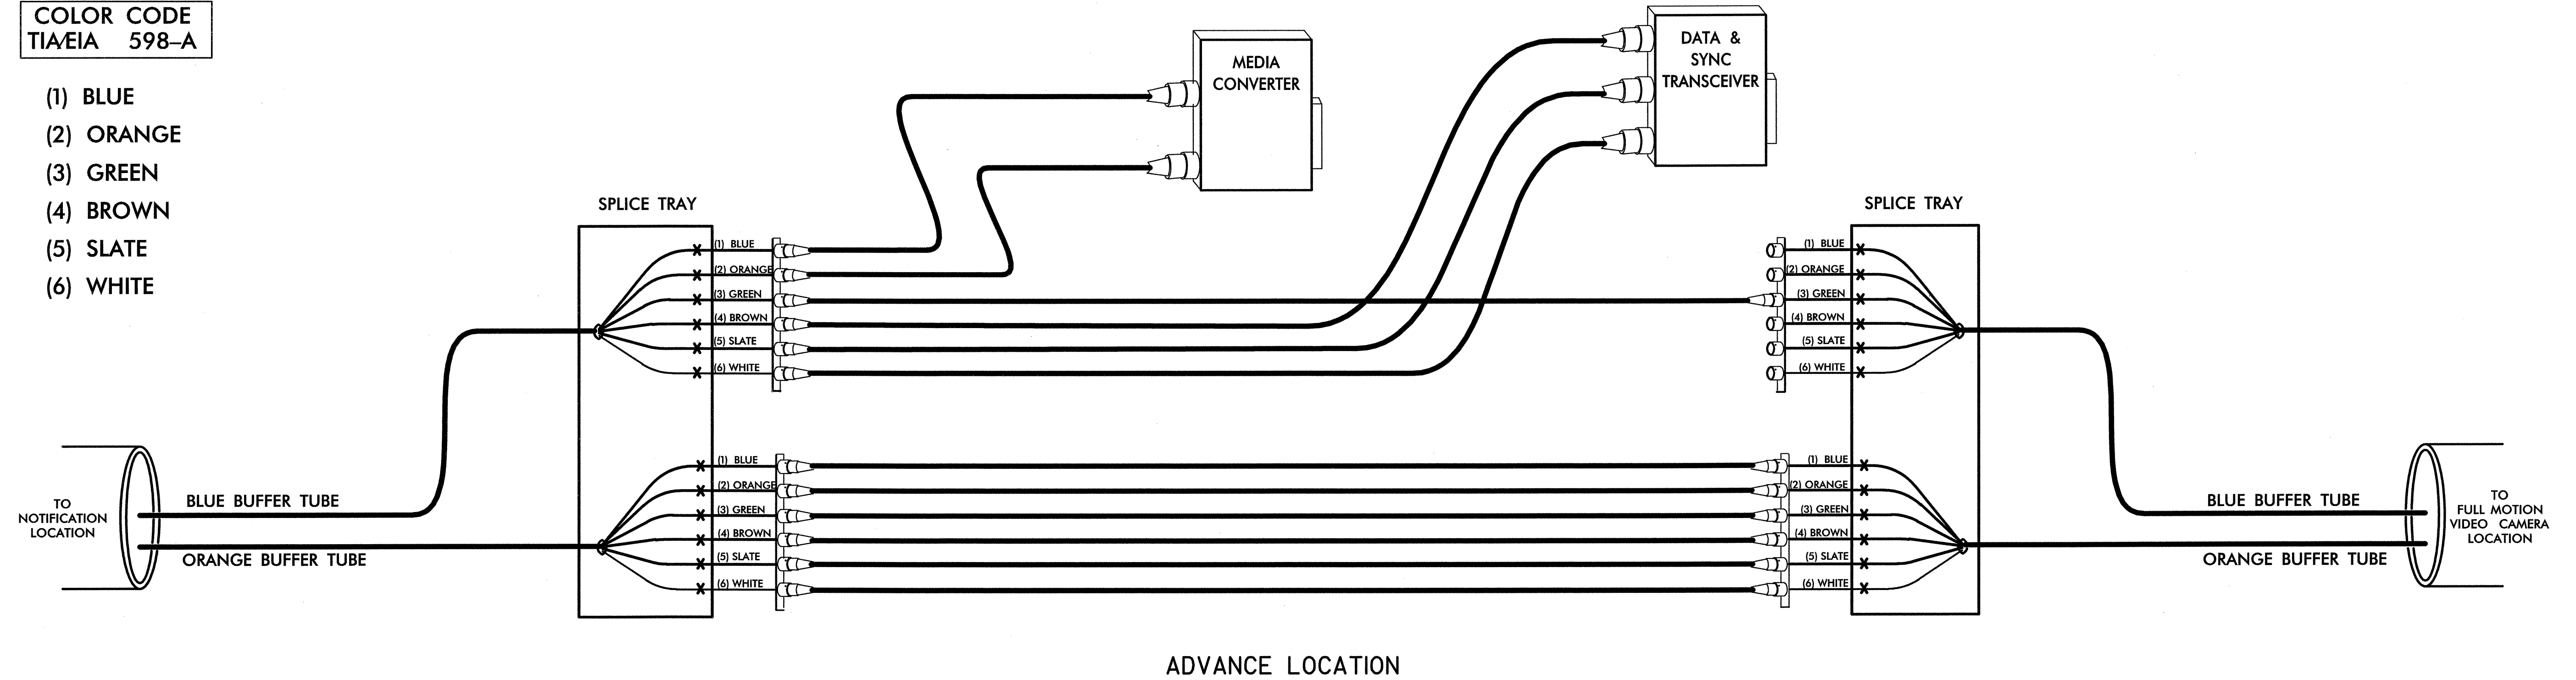 COLOR CODE
TIA/EIA 598-A
(1) BLUE
(2) ORANGE
(3) GREEN
(4) BROWN
(5) SLATE
(6) WHITE
MEDIA
CONVERTER
DATA &
SYNC
TRANSCEIVER
SPLICE TRAY
(1) BLUE
(2) ORANGE
(3) GREEN
(4) BROWN
(5) SLATE
(6) WHITE
(1) BLUE
(2) ORANGE
(3) GREEN
(4) BROWN
(5) SLATE
(6) WHITE
SPLICE TRAY
(1) BLUE
(2) ORANGE
(3) GREEN
(4) BROWN
(5) SLATE
(6) WHITE
(1) BLUE
(2) ORANGE
(3) GREEN
(4) BROWN
(5) SLATE
(6) WHITE
TO
NOTIFICATION
LOCATION
BLUE BUFFER TUBE
ORANGE BUFFER TUBE
BLUE BUFFER TUBE
ORANGE BUFFER TUBE
TO
FULL MOTION
VIDEO CAMERA
LOCATION
ADVANCE LOCATION